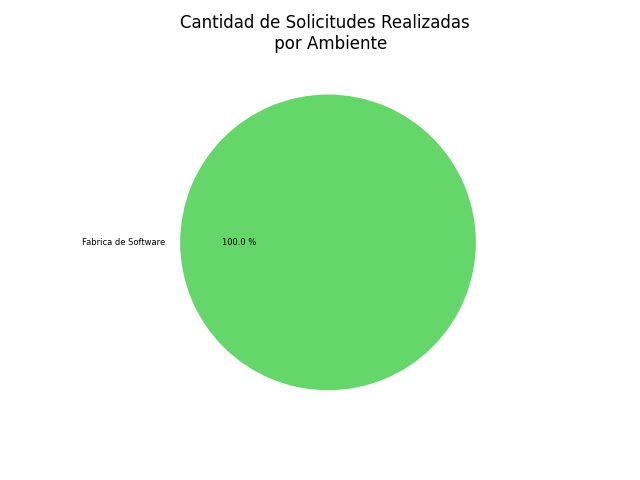 Cantidad de Solicitudes Realizadas
por Ambiente
Fabrica de Software
100.0 %